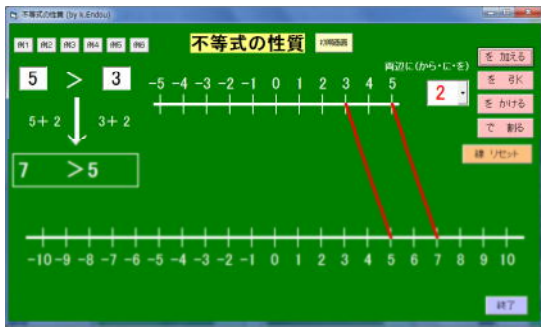 不等式の性質 (by k.Endou)
例1 例2 例3 例4 例5 例6
不等式の性質
初期画面
5 > 3
5+2 3+2
7 >5
-5 -4 -3 -2 -1 0 1 2 3 4 5
両辺に(から・に・を)
2
を 加える
を 引く
を かける
で 割る
線 リセット
-10 -9 -8 -7 -6 -5 -4 -3 -2 -1 0 1 2 3 4 5 6 7 8 9 10
終了